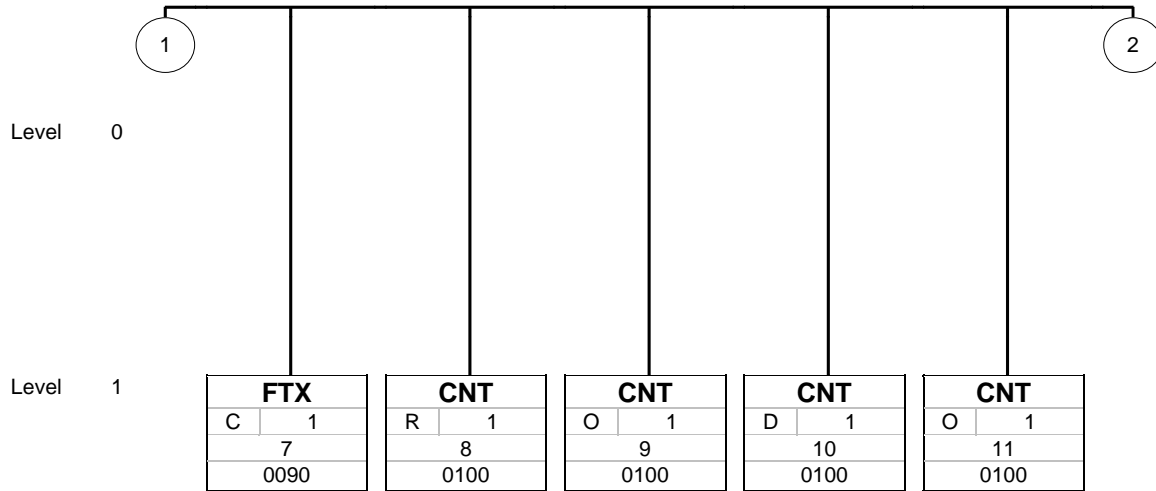 1 2
Level 0
Level 1
FTX CNT CNT CNT CNT
C 1 R 1 O 1 D 1 O 1
7 8 9 10 11
0090 0100 0100 0100 0100